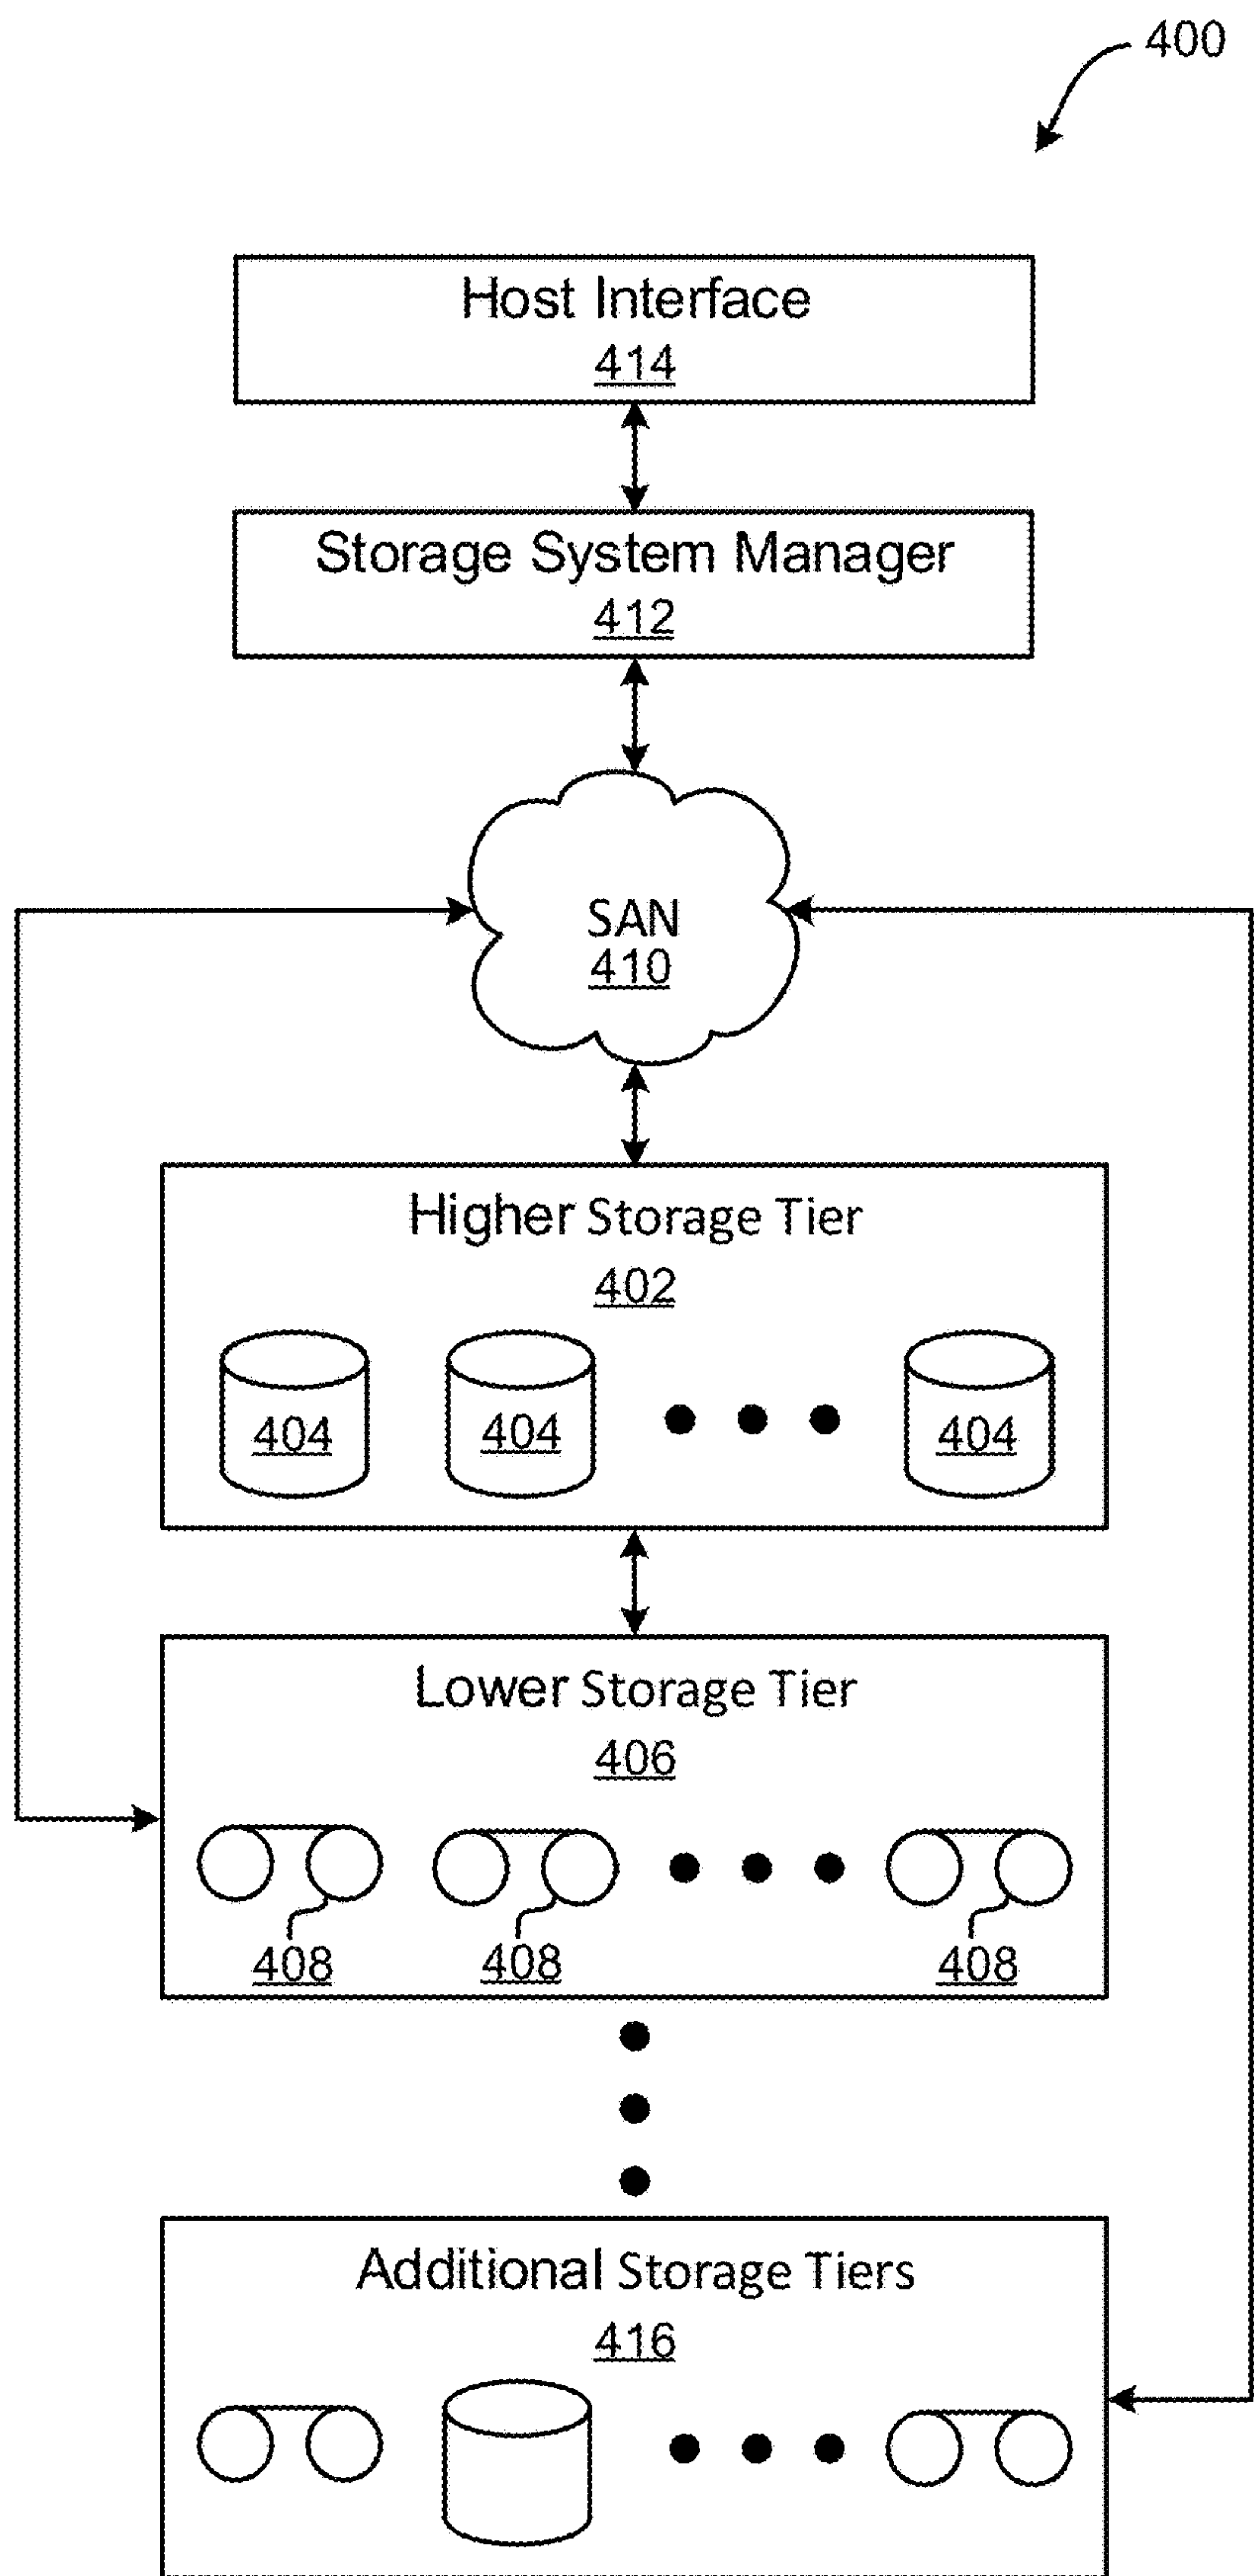 400
Host Interface
414
Storage System Manager
412
SAN
410
Higher Storage Tier
402
404 404 404
Lower Storage Tier
406
408 408 408
Additional Storage Tiers
416